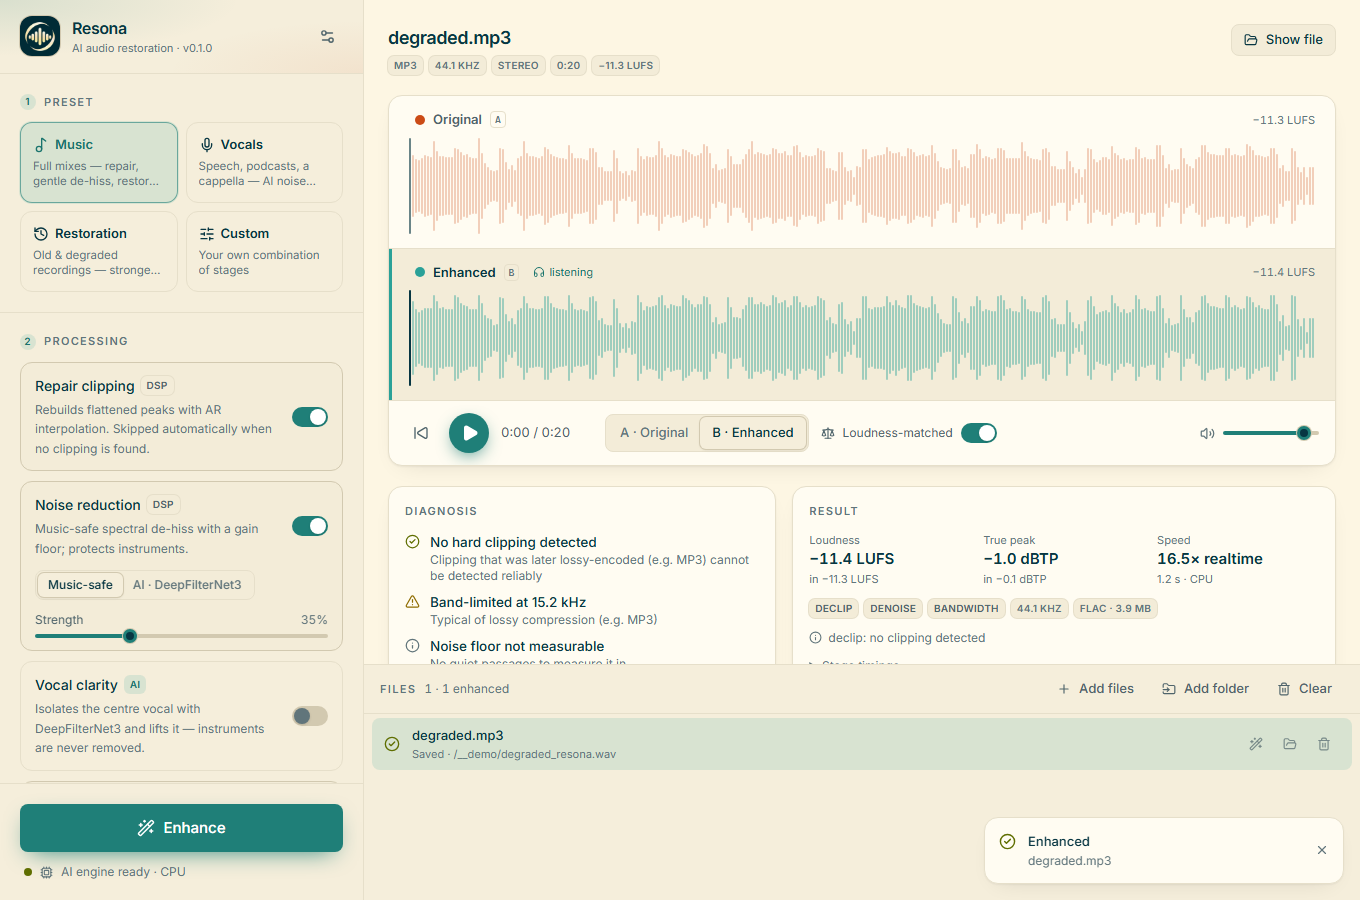 Resona
AI audio restoration · v0.1.0
1 PRESET
Music
Full mixes — repair,
gentle de-hiss, restor...
Vocals
Speech, podcasts, a
cappella — AI noise...
Restoration
Old & degraded
recordings — stronge...
Custom
Your own combination
of stages
2 PROCESSING
Repair clipping DSP
Rebuilds flattened peaks with AR
interpolation. Skipped automatically when
no clipping is found.
Noise reduction DSP
Music-safe spectral de-hiss with a gain
floor; protects instruments.
Music-safe AI · DeepFilterNet3
Strength 35%
Vocal clarity AI
Isolates the centre vocal with
DeepFilterNet3 and lifts it — instruments
are never removed.
Enhance
AI engine ready · CPU
degraded.mp3
MP3 44.1 KHZ STEREO 0:20 −11.3 LUFS
Show file
Original A −11.3 LUFS
Enhanced B listening −11.4 LUFS
0:00 / 0:20 A · Original B · Enhanced Loudness-matched
DIAGNOSIS
No hard clipping detected
Clipping that was later lossy-encoded (e.g. MP3) cannot
be detected reliably
Band-limited at 15.2 kHz
Typical of lossy compression (e.g. MP3)
Noise floor not measurable
No quiet passages to measure it in
RESULT
Loudness True peak Speed
−11.4 LUFS −1.0 dBTP 16.5× realtime
in −11.3 LUFS in −0.1 dBTP 1.2 s · CPU
DECLIP DENOISE BANDWIDTH 44.1 KHZ FLAC · 3.9 MB
declip: no clipping detected
Stage timings
FILES 1 · 1 enhanced
Add files Add folder Clear
degraded.mp3
Saved · /__demo/degraded_resona.wav
Enhanced
degraded.mp3